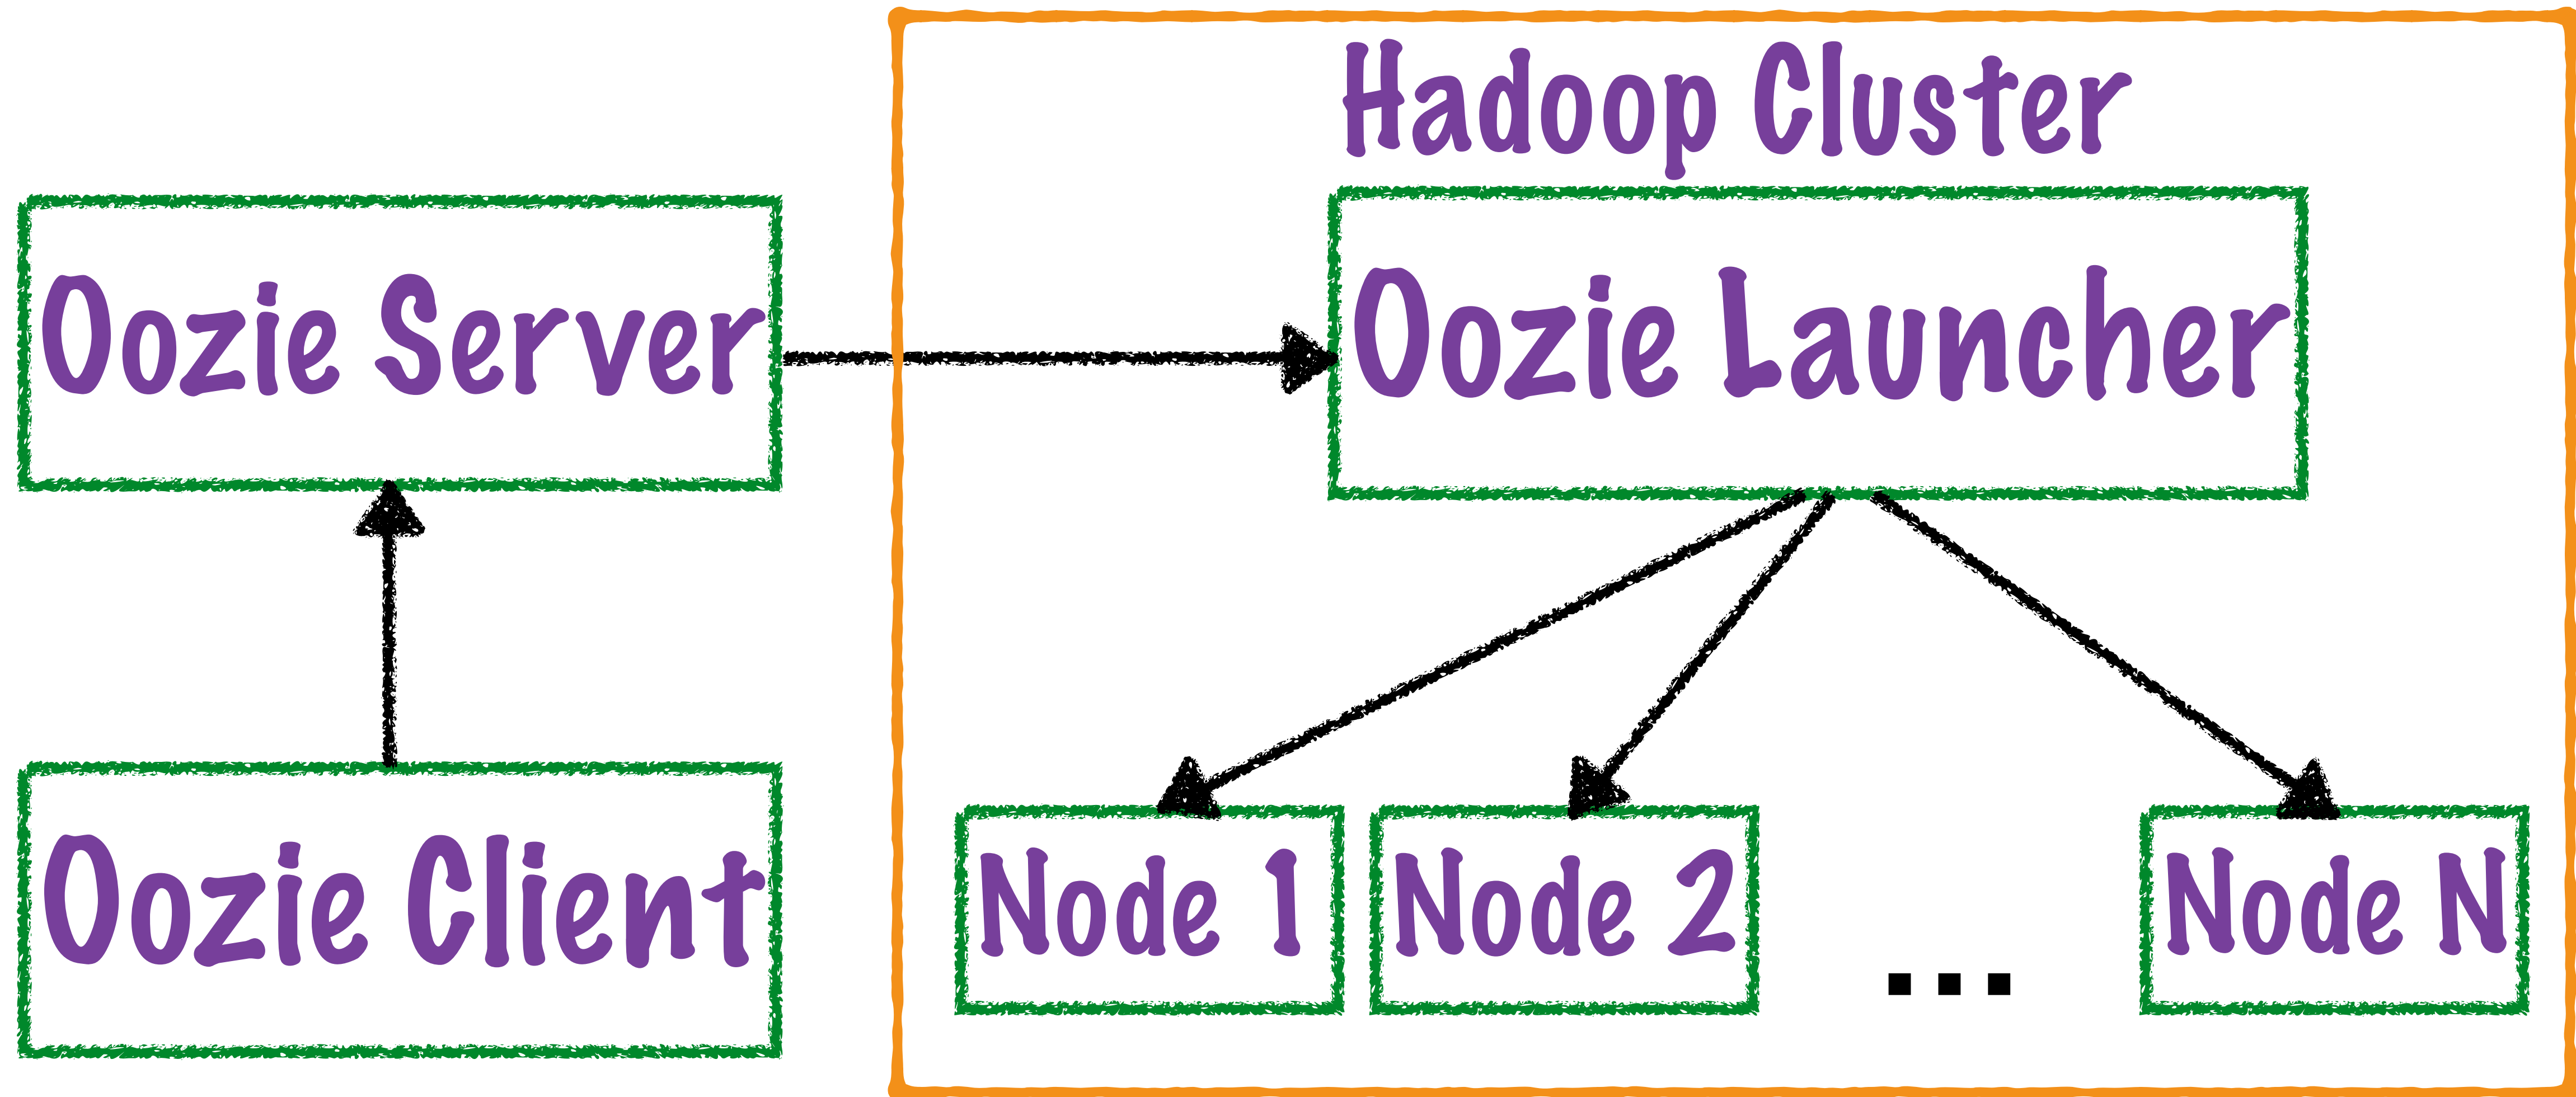 Hadoop Cluster
Oozie Server
Oozie Launcher
Oozie Client
Node 1
Node 2
...
Node N